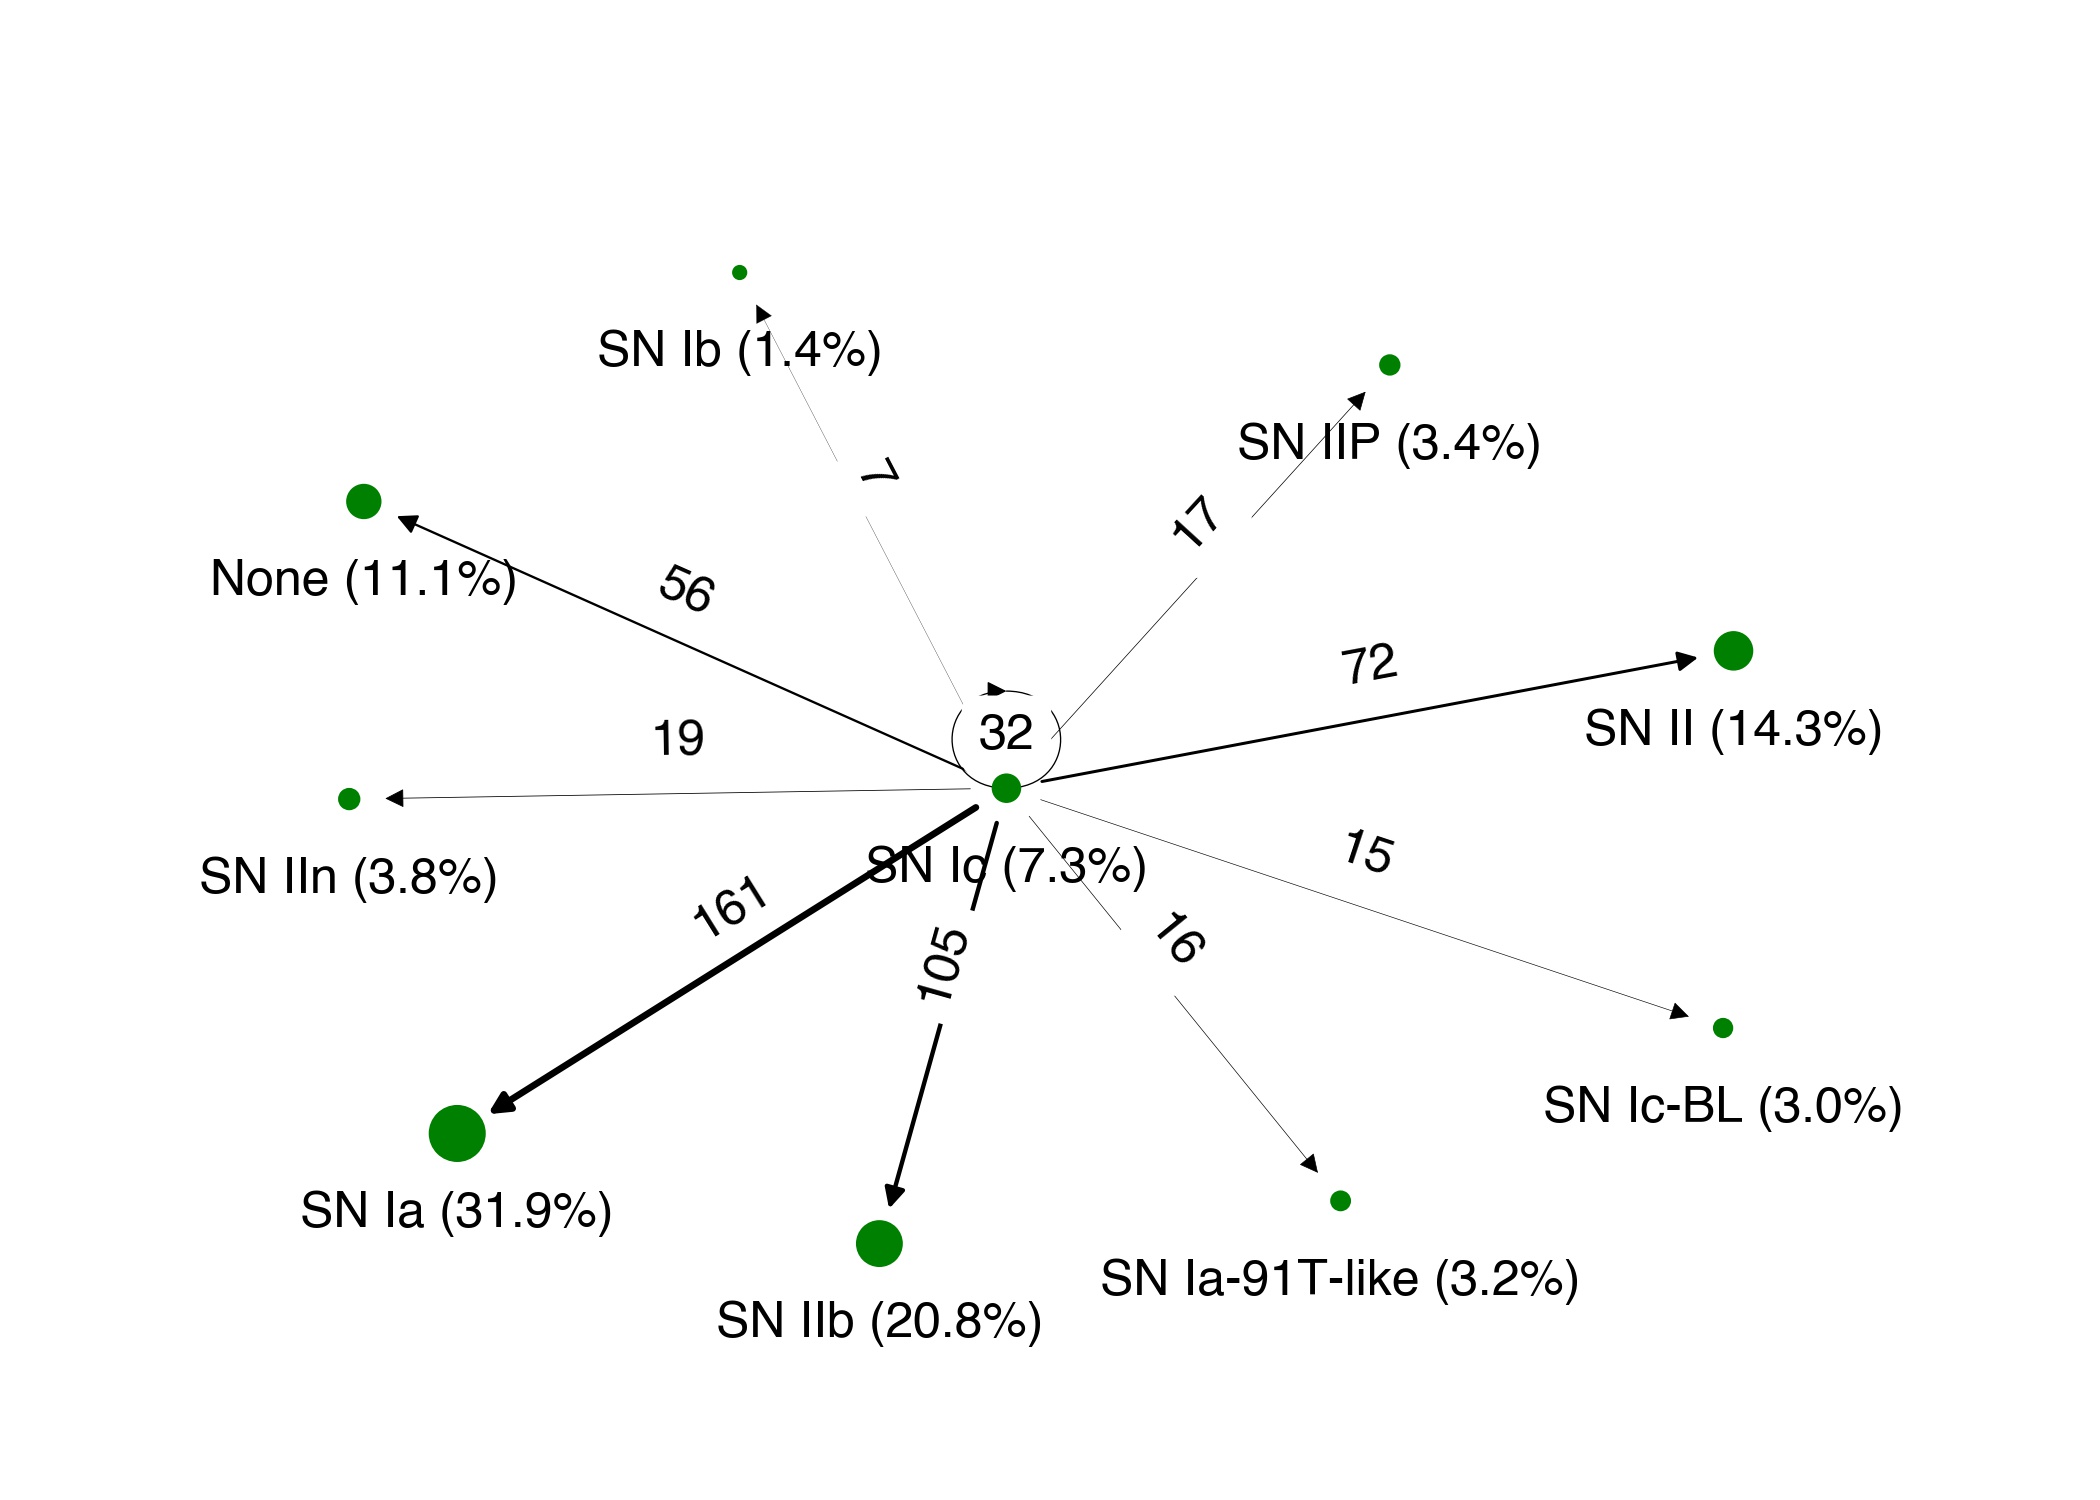 SN Ib (1.4%)
SN IIP (3.4%)
7
17
None (11.1%)
56
72
SN II (14.3%)
19
32
SN IIn (3.8%)
SN Ic (7.3%)
15
161
105
16
SN Ic-BL (3.0%)
SN Ia (31.9%)
SN Ia-91T-like (3.2%)
SN IIb (20.8%)